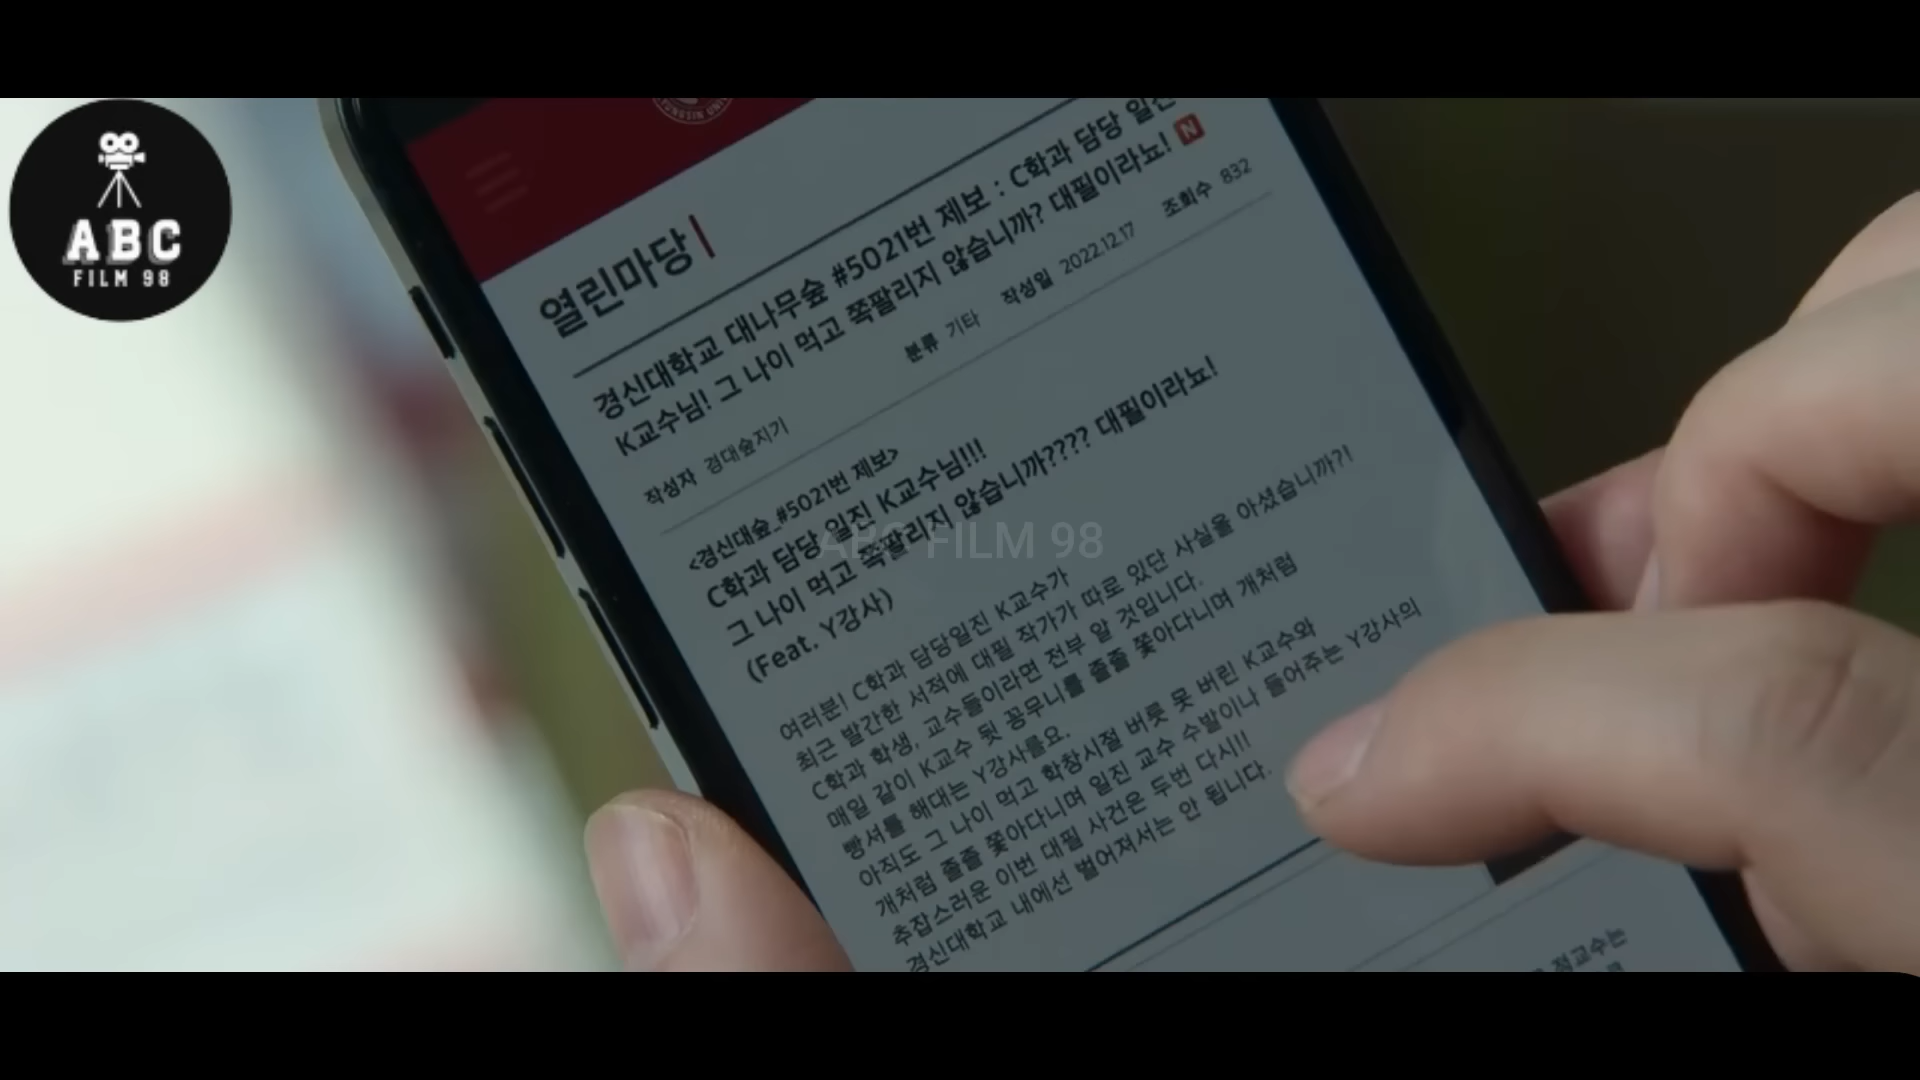 ABC
FILM 98
열린마당
경신대학교 대나무숲 #5021번 제보 : C학과 담당 일진
K교수님! 그 나이 먹고 쪽팔리지 않습니까? 대필이라뇨! N
작성자 경대숲지기 분류 기타 작성일 2022.12.17 조회수 832
<경신대숲_#5021번 제보>
C학과 담당 일진 K교수님!!!
그 나이 먹고 쪽팔리지 않습니까???? 대필이라뇨!
(Feat. Y강사)
ABC FILM 98
여러분! C학과 담당일진 K교수가
최근 발간한 서적에 대필 작가가 따로 있단 사실을 아셨습니까?!
C학과 학생, 교수들이라면 전부 알 것입니다.
매일 같이 K교수 뒷 꽁무니를 졸졸 쫓아다니며 개처럼
빵셔틀 해대는 Y강사를요.
아직도 그 나이 먹고 학창시절 버릇 못 버린 K교수와
개처럼 졸졸 쫓아다니며 일진 교수 수발이나 들어주는 Y강사의
추잡스러운 이번 대필 사건은 두번 다시!!
경신대학교 내에선 벌어져서는 안 됩니다.
정교수는